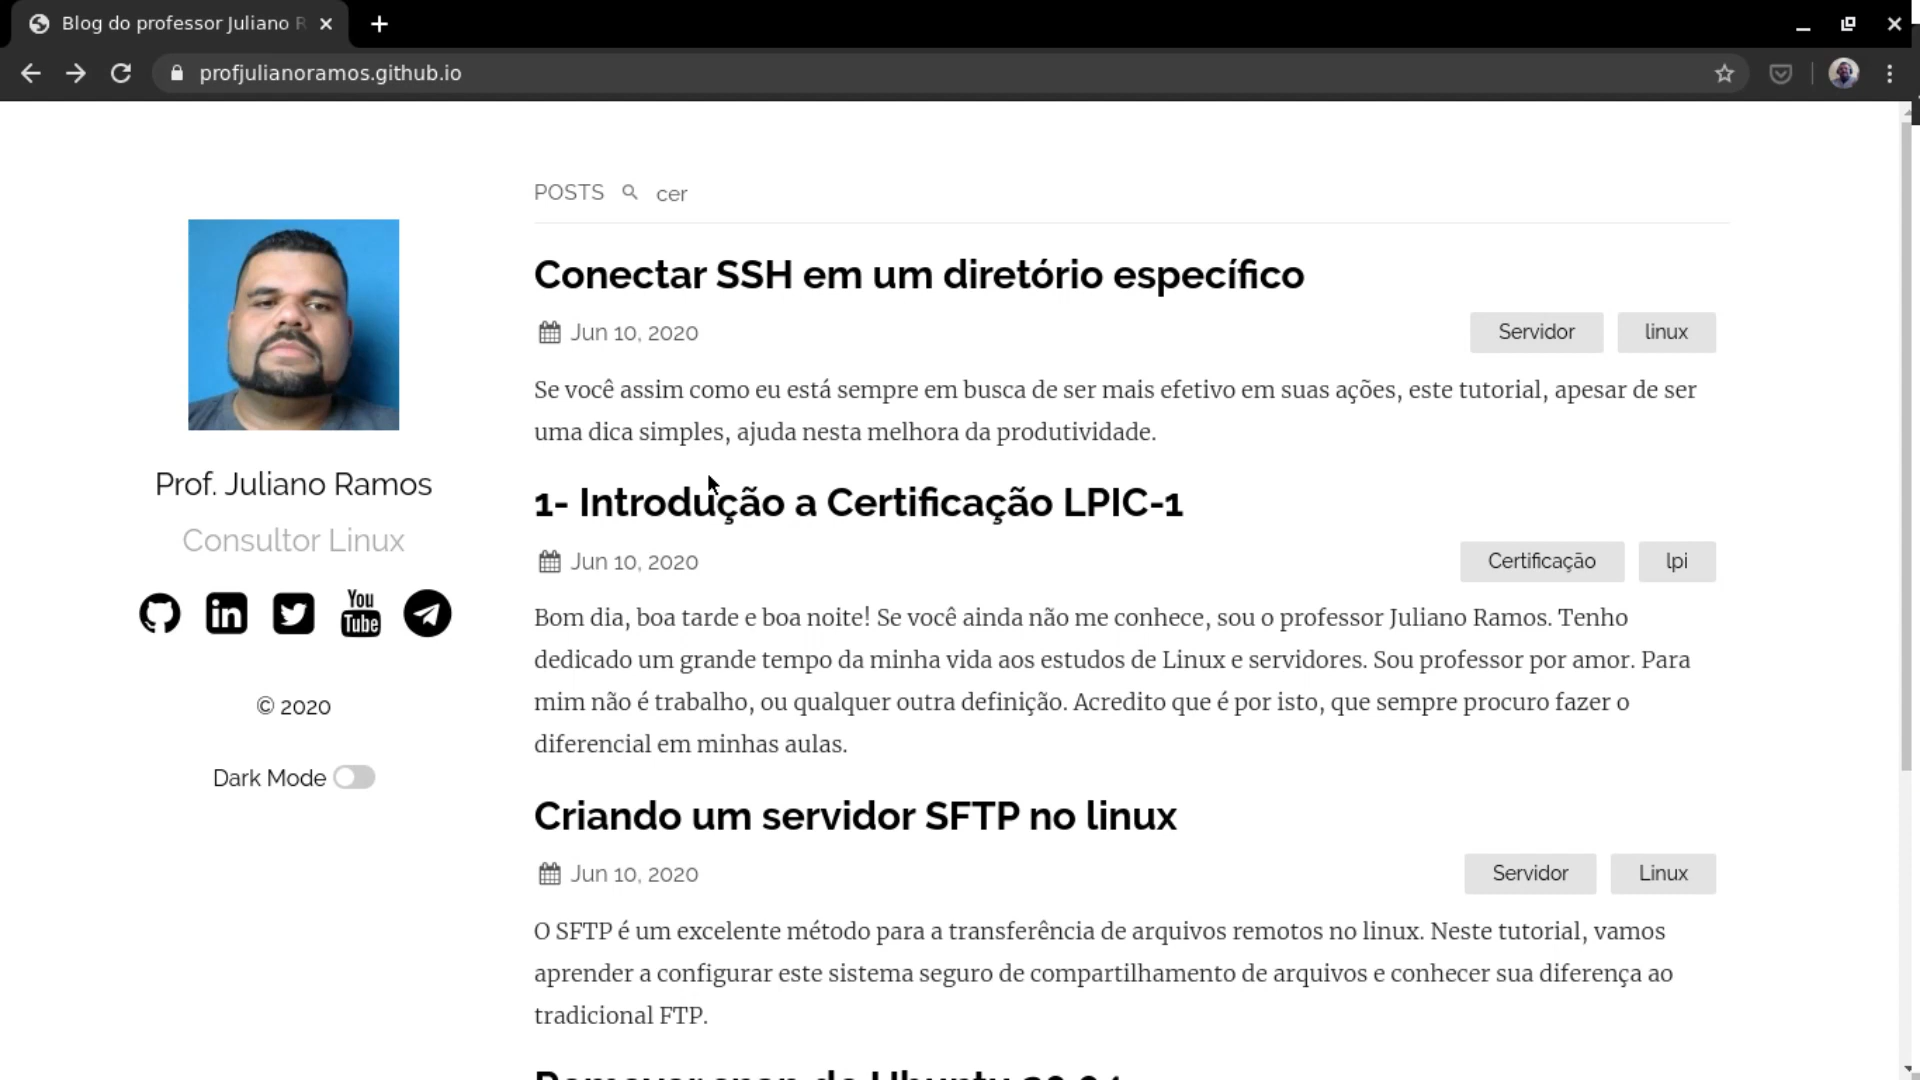 Blog do professor Juliano R
profjulianoramos.github.io
POSTS cer
Conectar SSH em um diretório específico
Jun 10, 2020
Servidor linux
Se você assim como eu está sempre em busca de ser mais efetivo em suas ações, este tutorial, apesar de ser
uma dica simples, ajuda nesta melhora da produtividade.
1- Introdução a Certificação LPIC-1
Jun 10, 2020
Certificação lpi
Bom dia, boa tarde e boa noite! Se você ainda não me conhece, sou o professor Juliano Ramos. Tenho
dedicado um grande tempo da minha vida aos estudos de Linux e servidores. Sou professor por amor. Para
mim não é trabalho, ou qualquer outra definição. Acredito que é por isto, que sempre procuro fazer o
diferencial em minhas aulas.
Criando um servidor SFTP no linux
Jun 10, 2020
Servidor Linux
O SFTP é um excelente método para a transferência de arquivos remotos no linux. Neste tutorial, vamos
aprender a configurar este sistema seguro de compartilhamento de arquivos e conhecer sua diferença ao
tradicional FTP.
Remover snap do Ubuntu 20.04
Prof. Juliano Ramos
Consultor Linux
in
You
Tube
© 2020
Dark Mode